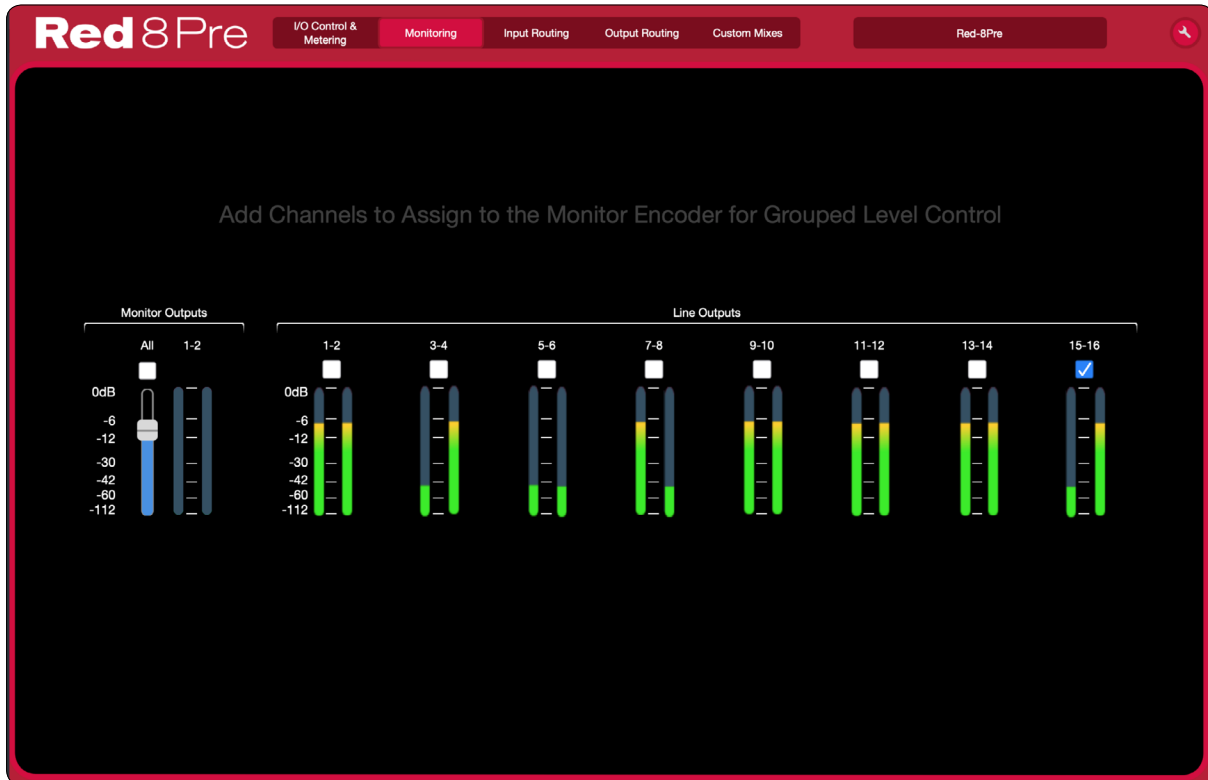 Red 8 Pre
I/O Control &
Metering
Monitoring
Input Routing
Output Routing
Custom Mixes
Red-8Pre
Add Channels to Assign to the Monitor Encoder for Grouped Level Control
Monitor Outputs
Line Outputs
All
1-2
1-2
3-4
5-6
7-8
9-10
11-12
13-14
15-16
0dB
-6
-12
-30
-42
-60
-112
0dB
-6
-12
-30
-42
-60
-112